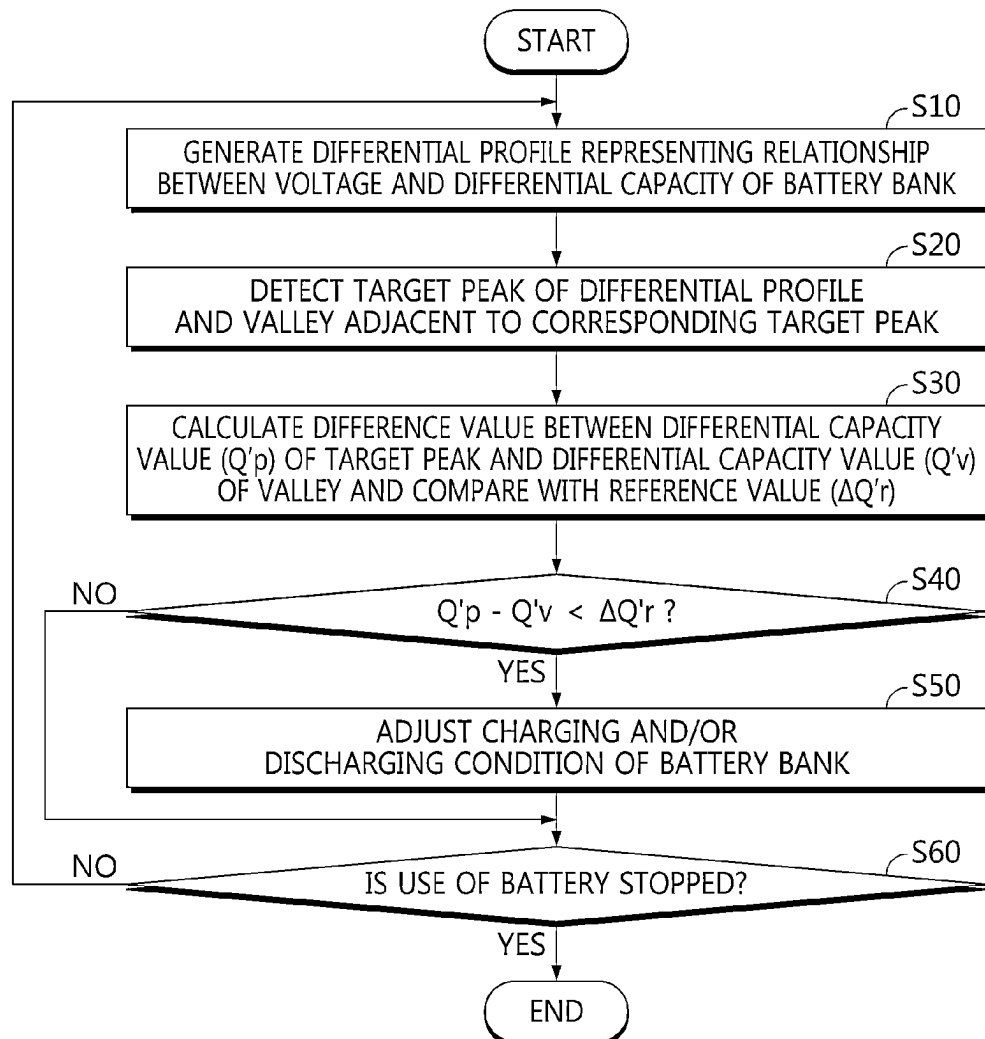 START
S10
GENERATE DIFFERENTIAL PROFILE REPRESENTING RELATIONSHIP
BETWEEN VOLTAGE AND DIFFERENTIAL CAPACITY OF BATTERY BANK
S20
DETECT TARGET PEAK OF DIFFERENTIAL PROFILE
AND VALLEY ADJACENT TO CORRESPONDING TARGET PEAK
S30
CALCULATE DIFFERENCE VALUE BETWEEN DIFFERENTIAL CAPACITY
VALUE (Q'p) OF TARGET PEAK AND DIFFERENTIAL CAPACITY VALUE (Q'v)
OF VALLEY AND COMPARE WITH REFERENCE VALUE (ΔQ'r)
S40
NO
Q'p - Q'v < ΔQ'r ?
YES
S50
ADJUST CHARGING AND/OR
DISCHARGING CONDITION OF BATTERY BANK
S60
NO
IS USE OF BATTERY STOPPED?
YES
END